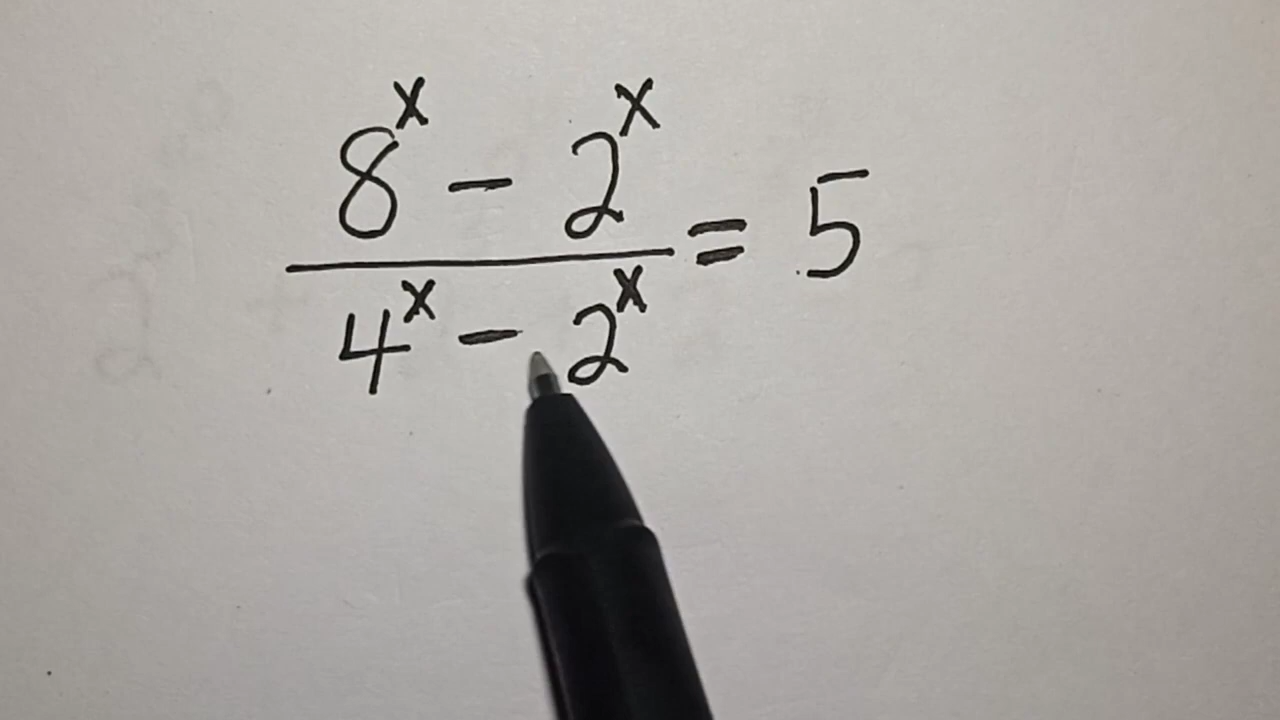 8^x - 2^x
4^x - 2^x = 5